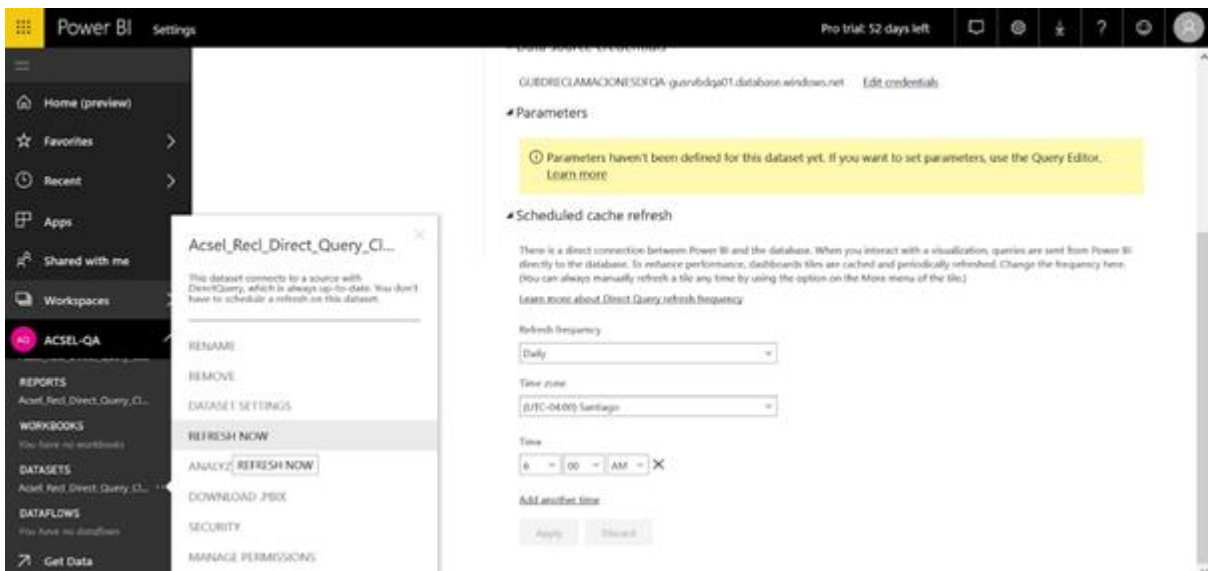 Power BI Settings
Pro trial: 52 days left
Home (preview)
Favorites
Recent
Apps
Shared with me
Workspaces
ACSEL-QA
REPORTS
Acsel_Recl_Direct_Query_Cl...
WORKBOOKS
You have no workbooks
DATASETS
Acsel_Recl_Direct_Query_Cl...
DATAFLOWS
You have no dataflows
Get Data
Acsel_Recl_Direct_Query_Cl...
This dataset connects to a source with
DirectQuery, which is always up-to-date. You don't
have to schedule a refresh on this dataset.
RENAME
REMOVE
DATASET SETTINGS
REFRESH NOW
REFRESH NOW
DOWNLOAD .PBIX
SECURITY
MANAGE PERMISSIONS
Data source credentials
Edit credentials
Parameters
Parameters haven't been defined for this dataset yet. If you want to set parameters, use the Query Editor.
Learn more
Scheduled cache refresh
There is a direct connection between Power BI and the database. When you interact with a visualization, queries are sent from Power BI
directly to the database. To enhance performance, dashboards tiles are cached and periodically refreshed. Change the frequency here.
(You can always manually refresh a tile any time by using the option on the More menu of the tile.)
Learn more about Direct Query refresh frequency
Refresh frequency
Daily
Time zone
(UTC-04:00) Santiago
Time
6 00 AM
Add another time
Apply Discard